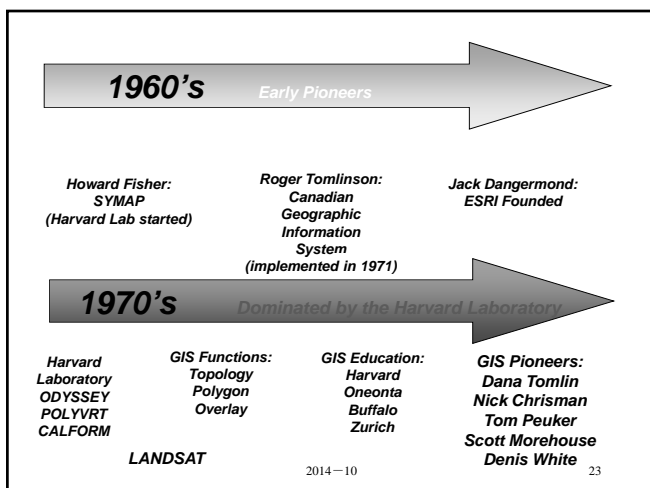 1960's Early Pioneers
Howard Fisher:
SYMAP
(Harvard Lab started)
Roger Tomlinson:
Canadian
Geographic
Information
System
(implemented in 1971)
Jack Dangermond:
ESRI Founded
1970's Dominated by the Harvard Laboratory
Harvard
Laboratory
ODYSSEY
POLYVRT
CALFORM
GIS Functions:
Topology
Polygon
Overlay
GIS Education:
Harvard
Oneonta
Buffalo
Zurich
GIS Pioneers:
Dana Tomlin
Nick Chrisman
Tom Peuker
Scott Morehouse
Denis White
LANDSAT
2014-10
23